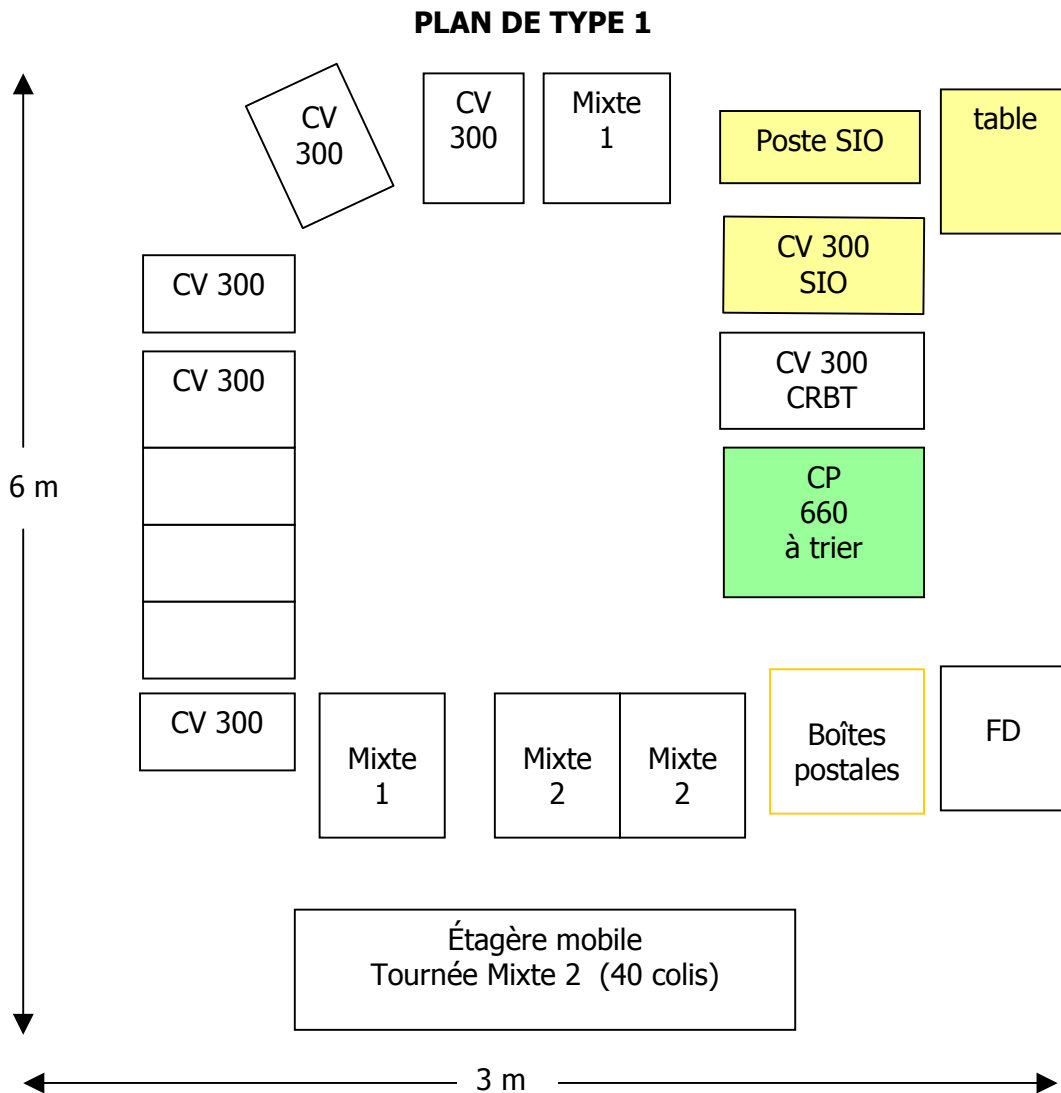 PLAN DE TYPE 1
CV
300
CV
300
Mixte
1
Poste SIO
table
CV 300
SIO
CV 300
CV 300
CV 300
CRBT
6 m
CP
660
à trier
CV 300
Mixte
1
Mixte
2
Mixte
2
Boîtes
postales
FD
Étagère mobile
Tournée Mixte 2 (40 colis)
3 m